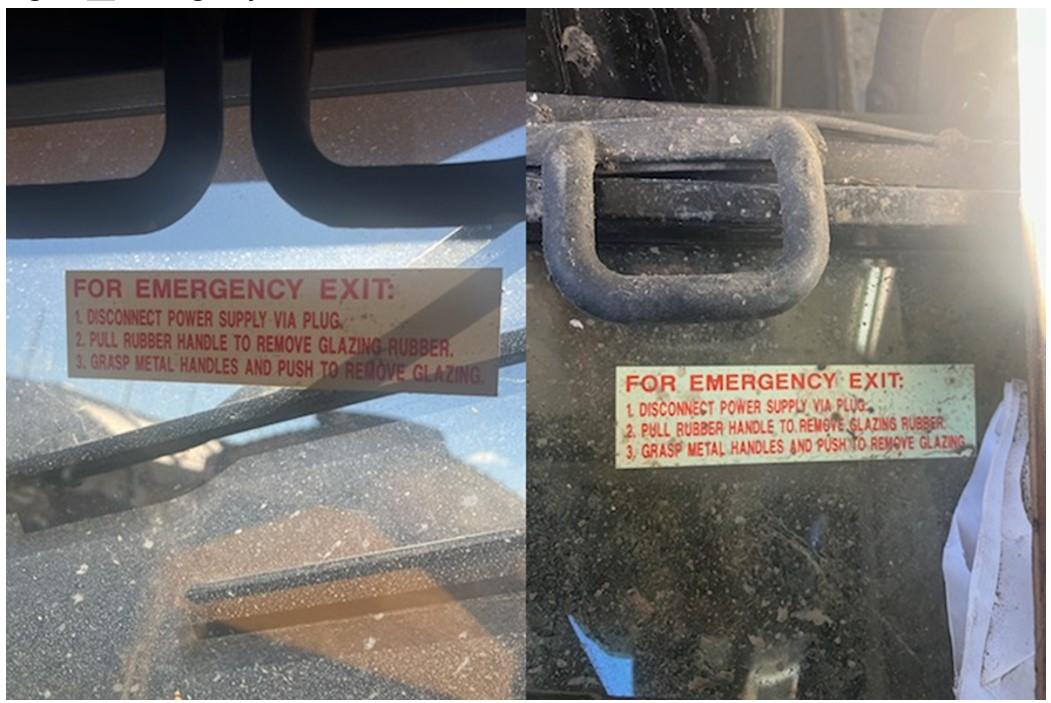 FOR EMERGENCY EXIT:
1. DISCONNECT POWER SUPPLY VIA PLUG.
2. PULL RUBBER HANDLE TO REMOVE GLAZING RUBBER.
3. GRASP METAL HANDLES AND PUSH TO REMOVE GLAZING.
FOR EMERGENCY EXIT:
1. DISCONNECT POWER SUPPLY VIA PLUG.
2. PULL RUBBER HANDLE TO REMOVE GLAZING RUBBER.
3. GRASP METAL HANDLES AND PUSH TO REMOVE GLAZING